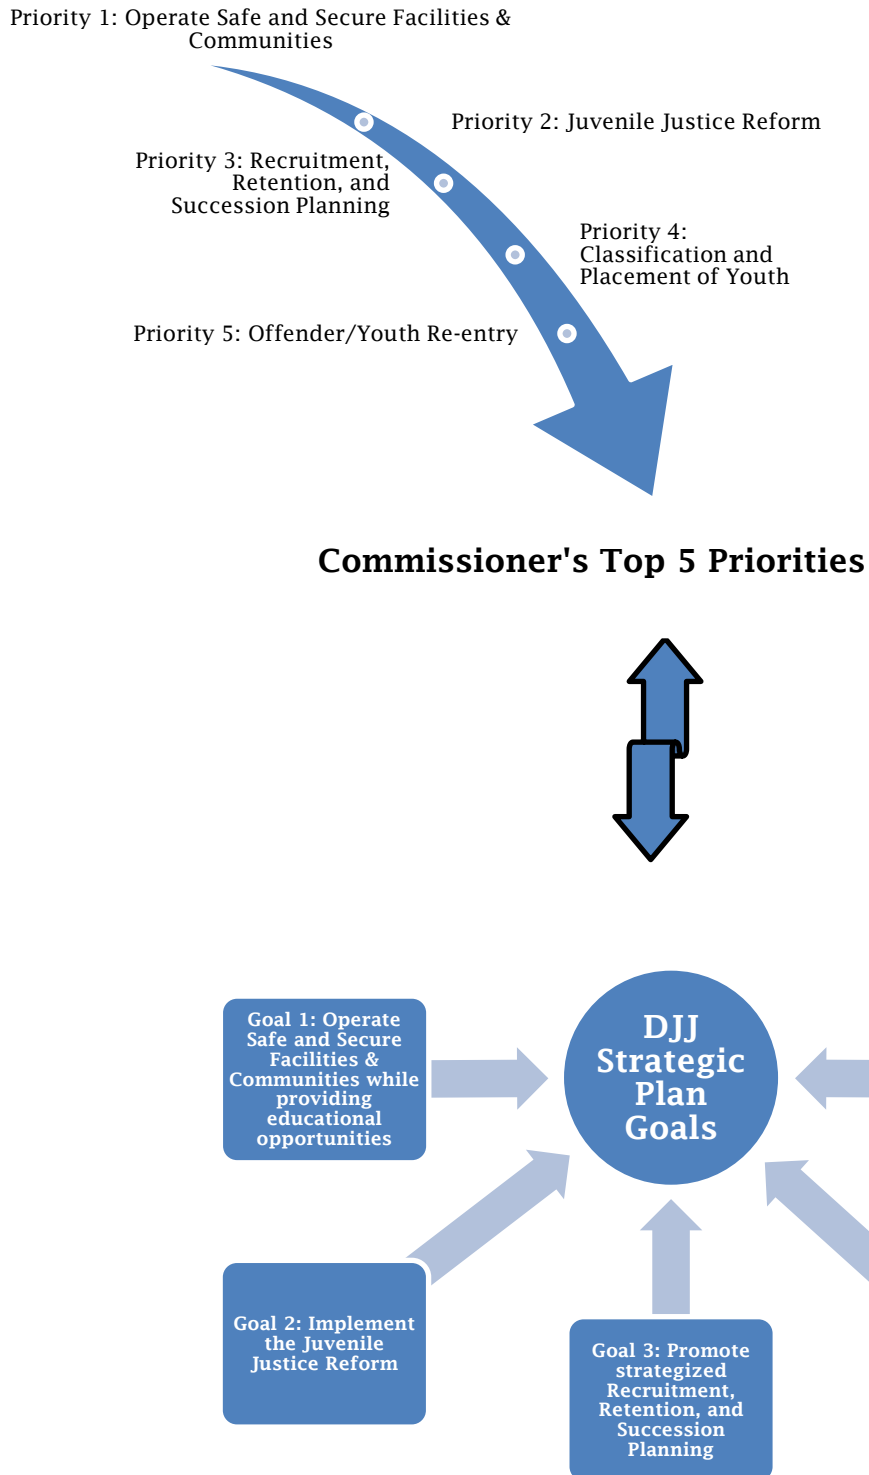 Priority 1: Operate Safe and Secure Facilities &
Communities
Priority 2: Juvenile Justice Reform
Priority 3: Recruitment,
Retention, and
Succession Planning
Priority 4:
Classification and
Placement of Youth
Priority 5: Offender/Youth Re-entry
Commissioner's Top 5 Priorities
DJJ
Strategic
Plan
Goals
Goal 1: Operate
Safe and Secure
Facilities &
Communities while
providing
educational
opportunities
Goal 2: Implement
the Juvenile
Justice Reform
Goal 3: Promote
strategized
Recruitment,
Retention, and
Succession
Planning